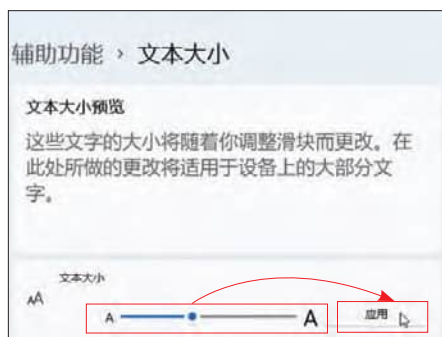 辅助功能 › 文本大小
文本大小预览
这些文字的大小将随着你调整滑块而更改。在
此处所做的更改将适用于设备上的大部分文
字。
文本大小
AA
A A
应用